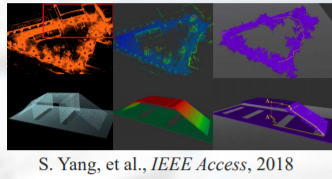 S. Yang, et al., IEEE Access, 2018